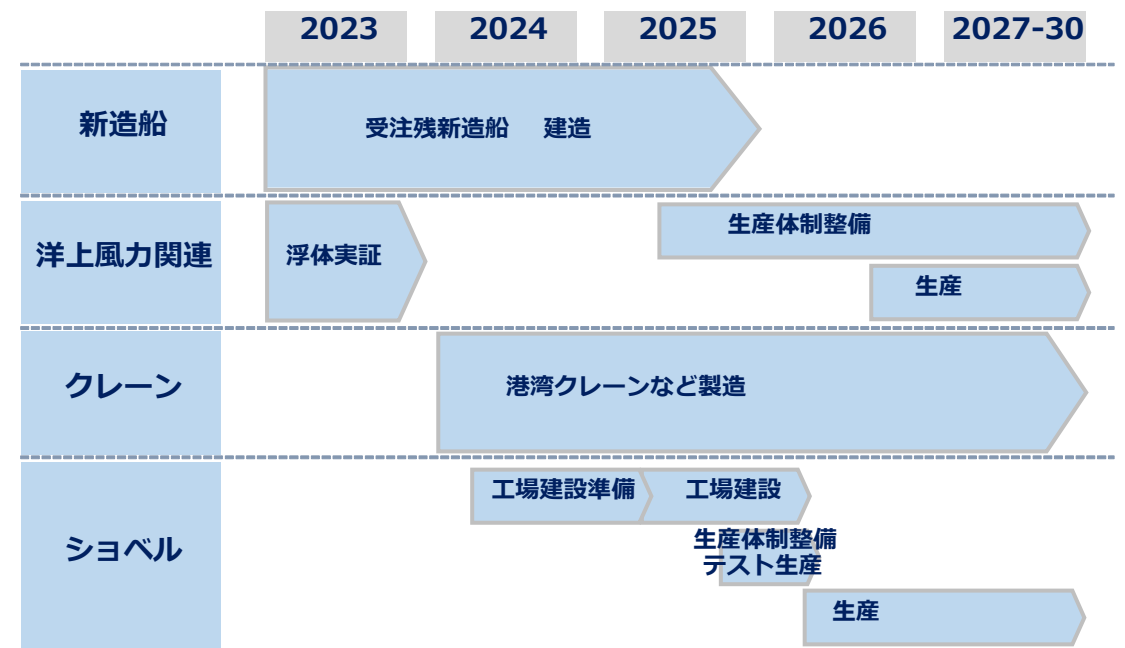 2023 2024 2025 2026 2027-30
新造船
受注残新造船 建造
洋上風力関連
浮体実証
生産体制整備
生産
クレーン
港湾クレーンなど製造
ショベル
工場建設準備 工場建設
生産体制整備
テスト生産
生産